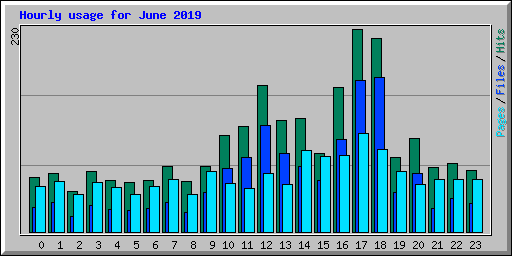 Hourly usage for June 2019
230
Pages/Files/Hits
0 1 2 3 4 5 6 7 8 9 10 11 12 13 14 15 16 17 18 19 20 21 22 23